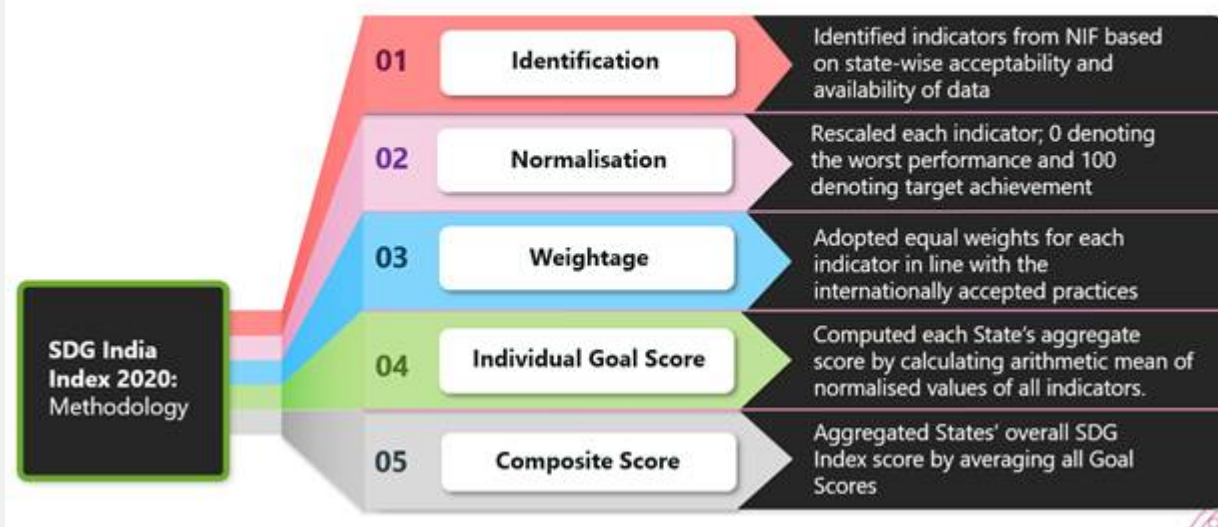 SDG India
Index 2020:
Methodology
01
Identification
Identified indicators from NIF based
on state-wise acceptability and
availability of data
02
Normalisation
Rescaled each indicator; 0 denoting
the worst performance and 100
denoting target achievement
03
Weightage
Adopted equal weights for each
indicator in line with the
internationally accepted practices
04
Individual Goal Score
Computed each State's aggregate
score by calculating arithmetic mean of
normalised values of all indicators.
05
Composite Score
Aggregated States' overall SDG
Index score by averaging all Goal
Scores